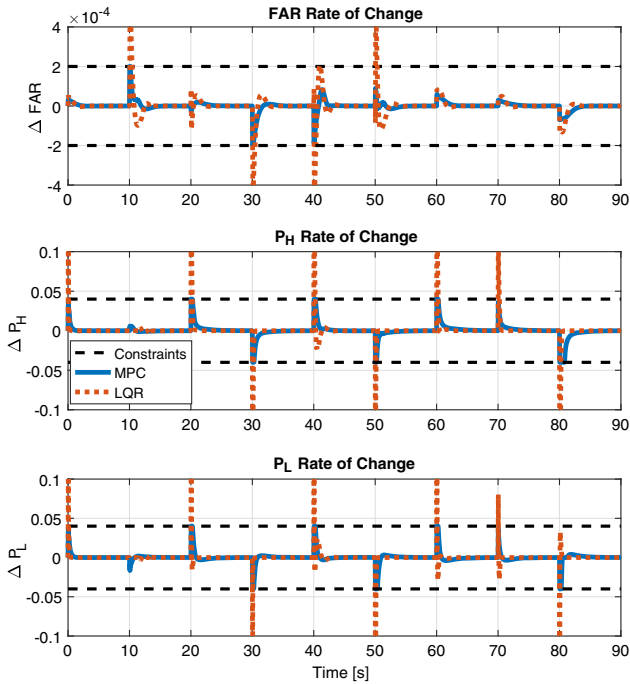 FAR Rate of Change
×10⁻⁴
4
2
0
-2
-4
Δ FAR
0 10 20 30 40 50 60 70 80 90
P_H Rate of Change
0.1
0.05
0
-0.05
-0.1
Δ P_H
Constraints
MPC
LQR
0 10 20 30 40 50 60 70 80 90
P_L Rate of Change
0.1
0.05
0
-0.05
-0.1
Δ P_L
0 10 20 30 40 50 60 70 80 90
Time [s]